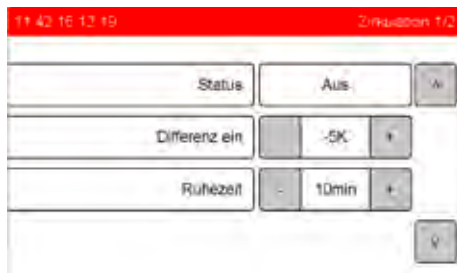 11 42 16 12 19 Zirkulation 1/2
Status Aus
Differenz ein -5K +
Ruhezeit - 10min +